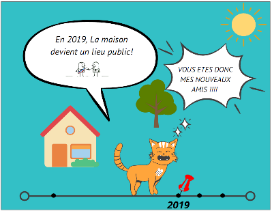 En 2019, La maison
devient un lieu public!
VOUS ETES DONC
MES NOUVEAUX
AMIS !!!!
2019